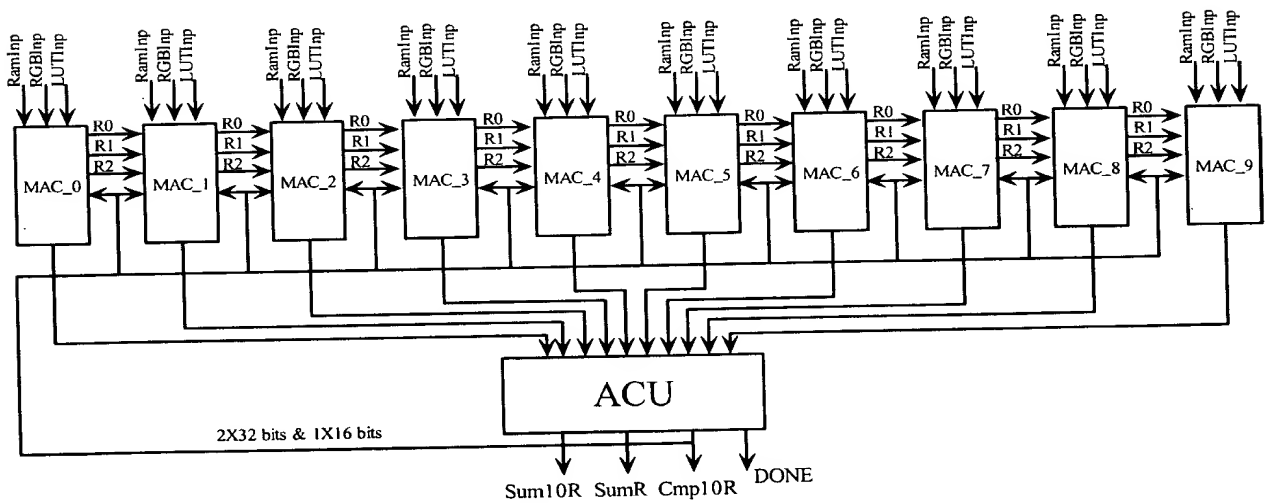 RamInp RGBInp LUTInp RamInp RGBInp LUTInp RamInp RGBInp LUTInp RamInp RGBInp LUTInp RamInp RGBInp LUTInp RamInp RGBInp LUTInp RamInp RGBInp LUTInp RamInp RGBInp LUTInp RamInp RGBInp LUTInp RamInp RGBInp LUTInp
R0 R0 R0 R0 R0 R0 R0 R0 R0
R1 R1 R1 R1 R1 R1 R1 R1 R1
R2 R2 R2 R2 R2 R2 R2 R2 R2
MAC_0 MAC_1 MAC_2 MAC_3 MAC_4 MAC_5 MAC_6 MAC_7 MAC_8 MAC_9
ACU
2X32 bits & 1X16 bits
Sum10R SumR Cmp10R DONE